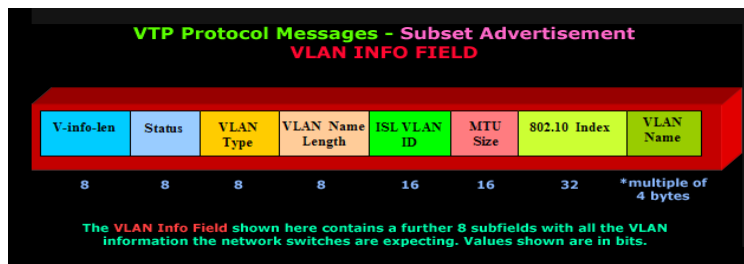 VTP Protocol Messages - Subset Advertisement
VLAN INFO FIELD
V-info-len Status VLAN Type VLAN Name Length ISL VLAN ID MTU Size 802.10 Index VLAN Name
8 8 8 8 16 16 32 *multiple of 4 bytes
The VLAN Info Field shown here contains a further 8 subfields with all the VLAN
information the network switches are expecting. Values shown are in bits.